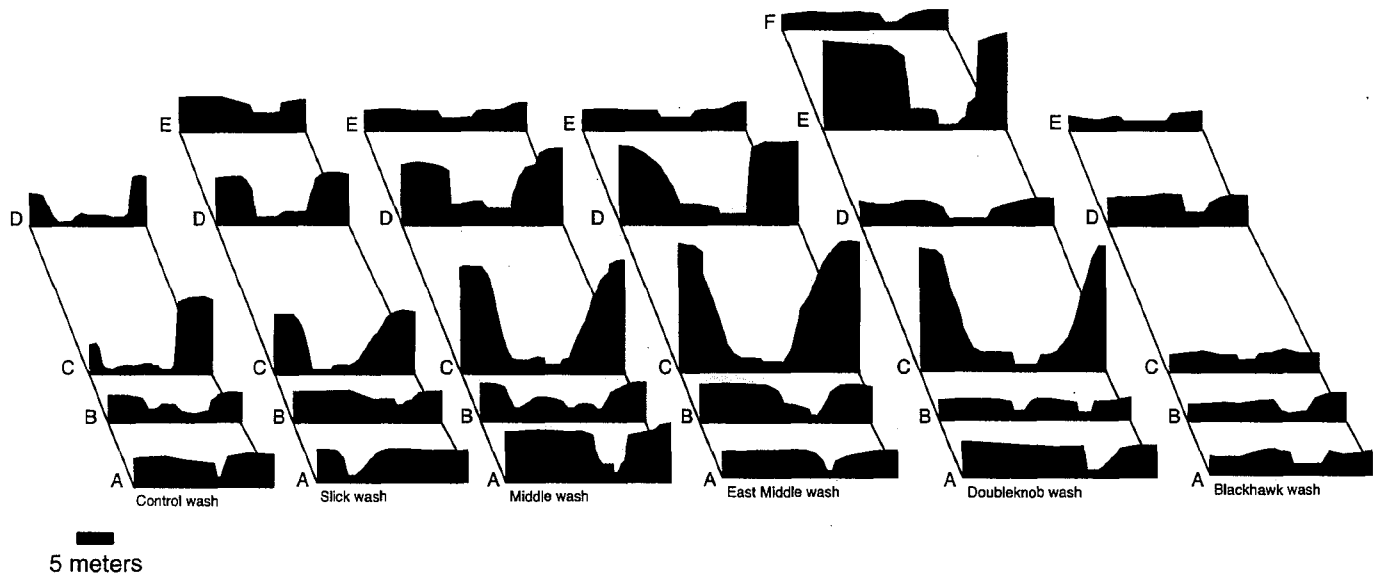 F
E E E E E
D D D D D D
C C C C C C
B B B B B B
A A A A A A
Control wash Slick wash Middle wash East Middle wash Doubleknob wash Blackhawk wash
5 meters